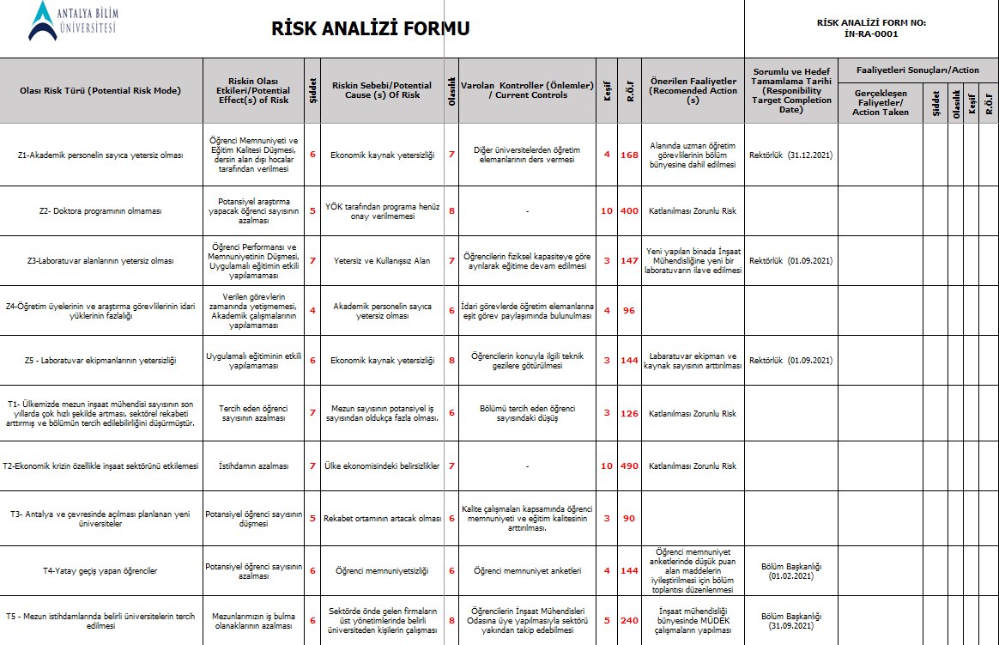 ANTALYA BİLİM
ÜNİVERSİTESİ
RİSK ANALİZİ FORMU
RİSK ANALİZİ FORM NO:
İN-RA-0001
Olası Risk Türü (Potential Risk Mode)
Riskin Olası
Etkileri/Potential
Effect(s) of Risk
Şiddet
Riskin Sebebi/Potential
Cause (s) Of Risk
Olasılık
Varolan Kontroller (Önlemler)
/ Current Controls
Keşif
R.Ö.F
Önerilen Faaliyetler
(Recomended Action
(s)
Sorumlu ve Hedef
Tamamlama Tarihi
(Responibility
Target Completion
Date)
Faaliyetleri Sonuçları/Action
Gerçekleşen
Faliyetler/
Action Taken
Şiddet
Olasılık
Keşif
R.Ö.F
Z1-Akademik personelin sayıca yetersiz olması
Öğrenci Memnuniyeti ve
Eğitim Kalitesi Düşmesi,
dersin alan dışı hocalar
tarafından verilmesi
6
Ekonomik kaynak yetersizliği
7
Diğer üniversitelerden öğretim
elemanlarının ders vermesi
4
168
Alanında uzman öğretim
görevlilerinin bölüm
bünyesine dahil edilmesi
Rektörlük (31.12.2021)
Z2- Doktora programının olmaması
Potansiyel araştırma
yapacak öğrenci sayısının
azalması
5
YÖK tarafından programa henüz
onay verilmemesi
8
-
10
400
Katlanılması Zorunlu Risk
Z3-Laboratuvar alanlarının yetersiz olması
Öğrenci Performansı ve
Memnuniyetinin Düşmesi,
Uygulamalı eğitimin etkili
yapılamaması
7
Yetersiz ve Kullanışsız Alan
7
Öğrencilerin fiziksel kapasiteye göre
ayrılarak eğitime devam edilmesi
3
147
Yeni yapılan binada İnşaat
Mühendisliğine yeni bir
laboratuvarın ilave edilmesi
Rektörlük (01.09.2021)
Z4-Öğretim üyelerinin ve araştırma görevlilerinin idari
yüklerinin fazlalığı
Verilen görevlerin
zamanında yetişmemesi,
Akademik çalışmalarının
yapılamaması
4
Akademik personelin sayıca
yetersiz olması
6
İdari görevlerde öğretim elemanlarına
eşit görev paylaşımında bulunulması
4
96
Z5 - Laboratuvar ekipmanlarının yetersizliği
Uygulamalı eğitiminin etkili
yapılamaması
6
Ekonomik kaynak yetersizliği
8
Öğrencilerin konuyla ilgili teknik
gezilere götürülmesi
3
144
Labaratuvar ekipman ve
kaynak sayısının arttırılması
Rektörlük (01.09.2021)
T1- Ülkemizde mezun inşaat mühendisi sayısının son
yıllarda çok hızlı şekilde artması, sektörel rekabeti
arttırmış ve bölümün tercih edilebilirliğini düşürmüştür.
Tercih eden öğrenci
sayısının azalması
7
Mezun sayısının potansiyel iş
sayısından oldukça fazla olması.
6
Bölümü tercih eden öğrenci
sayısındaki düşüş
3
126
Katlanılması Zorunlu Risk
T2-Ekonomik krizin özellikle inşaat sektörünü etkilemesi
İstihdamın azalması
7
Ülke ekonomisindeki belirsizlikler
7
-
10
490
Katlanılması Zorunlu Risk
T3- Antalya ve çevresinde açılması planlanan yeni
üniversiteler
Potansiyel öğrenci sayısının
düşmesi
5
Rekabet ortamının artacak olması
6
Kalite çalışmaları kapsamında öğrenci
memnuniyeti ve eğitim kalitesinin
arttırılması.
3
90
T4-Yatay geçiş yapan öğrenciler
Potansiyel öğrenci sayısının
azalması
6
Öğrenci memnuniyetsizliği
6
Öğrenci memnuniyet anketleri
4
144
Öğrenci memnuniyet
anketlerinde düşük puan
alan maddelerin
iyileştirilmesi için bölüm
toplantısı düzenlenmesi
Bölüm Başkanlığı
(01.02.2021)
T5 - Mezun istihdamlarında belirli üniversitelerin tercih
edilmesi
Mezunlarımızın iş bulma
olanaklarının azalması
6
Sektörde önde gelen firmaların
üst yönetimlerinde belirli
üniversiteden kişilerin çalışması
8
Öğrencilerin İnşaat Mühendisleri
Odasına üye yapılmasıyla sektörü
yakından takip edebilmesi
5
240
İnşaat mühendisliği
bünyesinde MÜDEK
çalışmaların yapılması
Bölüm Başkanlığı
(31.09.2021)